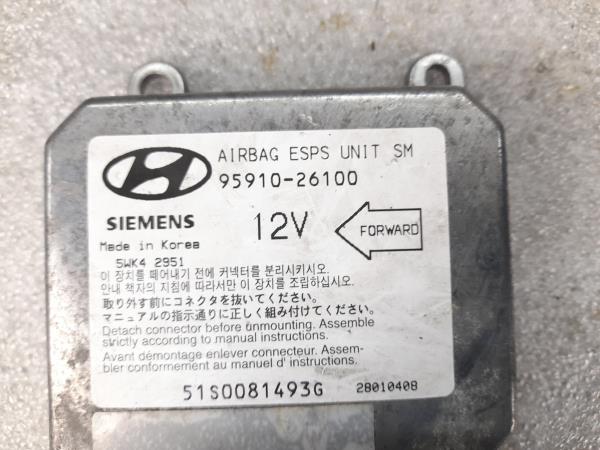 AIRBAG ESPS UNIT SM
95910-26100
SIEMENS
12V
FORWARD
Made in Korea
5WK4 2951
이 장치를 떼어내기 전에 커넥터를 분리시키시오.
안내 책자의 지침에 따라서만 이 장치를 조립하십시오.
取り外す前にコネクタを抜いてください。
マニュアルの指示通りに正しく組み付けてください。
Detach connector before unmounting. Assemble
strictly according to manual instructions.
Avant démontage enlever connecteur. Assem-
bler conformement au manuel d' instructions.
51S0081493G
28010408